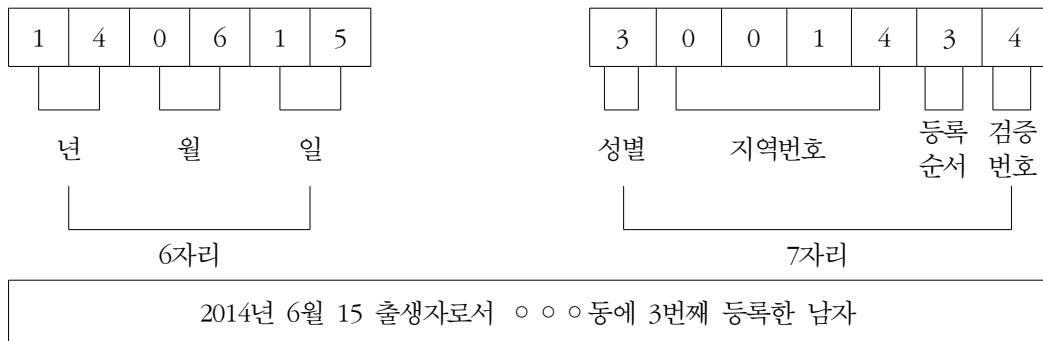 1 4 0 6 1 5 3 0 0 1 4 3 4
년 월 일 성별 지역번호 등록 순서 검증 번호
6자리 7자리
2014년 6월 15 출생자로서 ○○○동에 3번째 등록한 남자